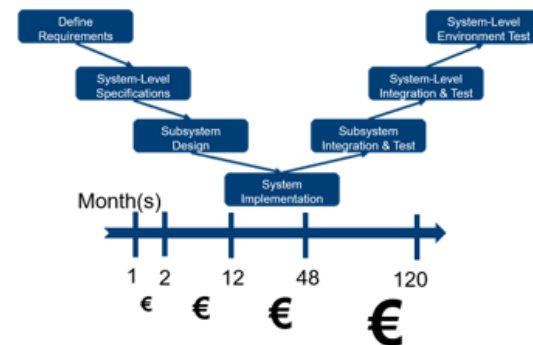 Define
Requirements
System-Level
Environment Test
System-Level
Specifications
System-Level
Integration & Test
Subsystem
Design
Subsystem
Integration & Test
System
Implementation
Month(s)
1 2 12 48 120
€ € € €